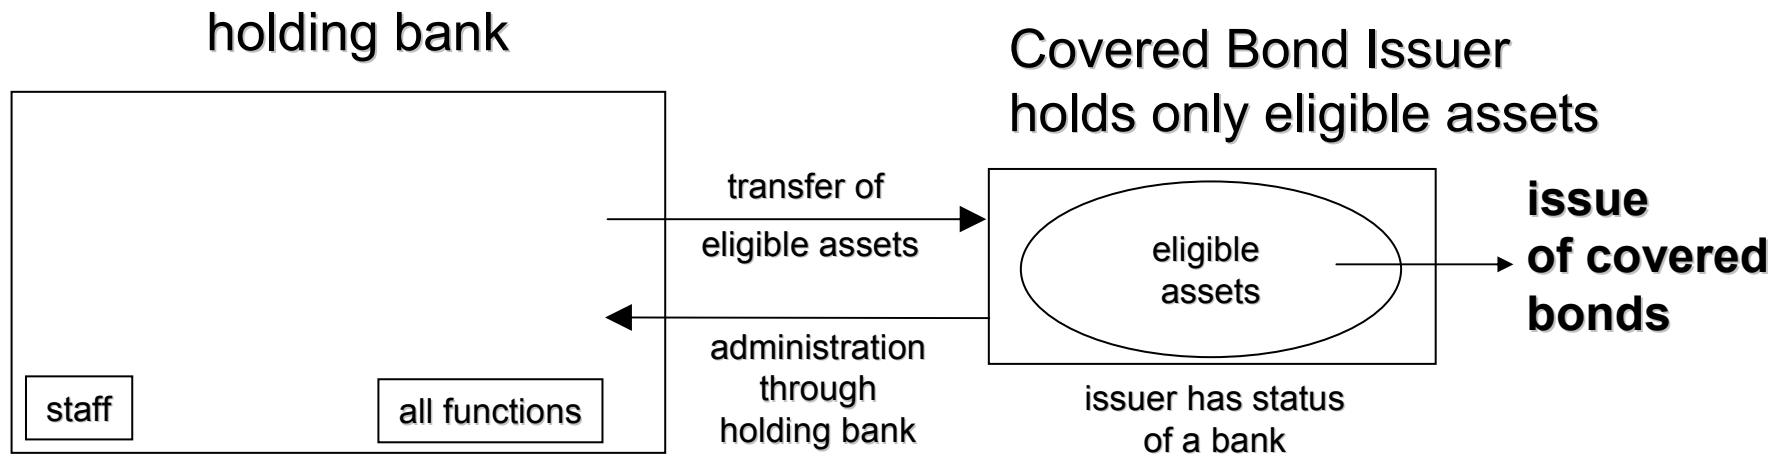 holding bank
Covered Bond Issuer
holds only eligible assets
transfer of
eligible assets
eligible
assets
issue
of covered
bonds
administration
through
holding bank
staff
all functions
issuer has status
of a bank